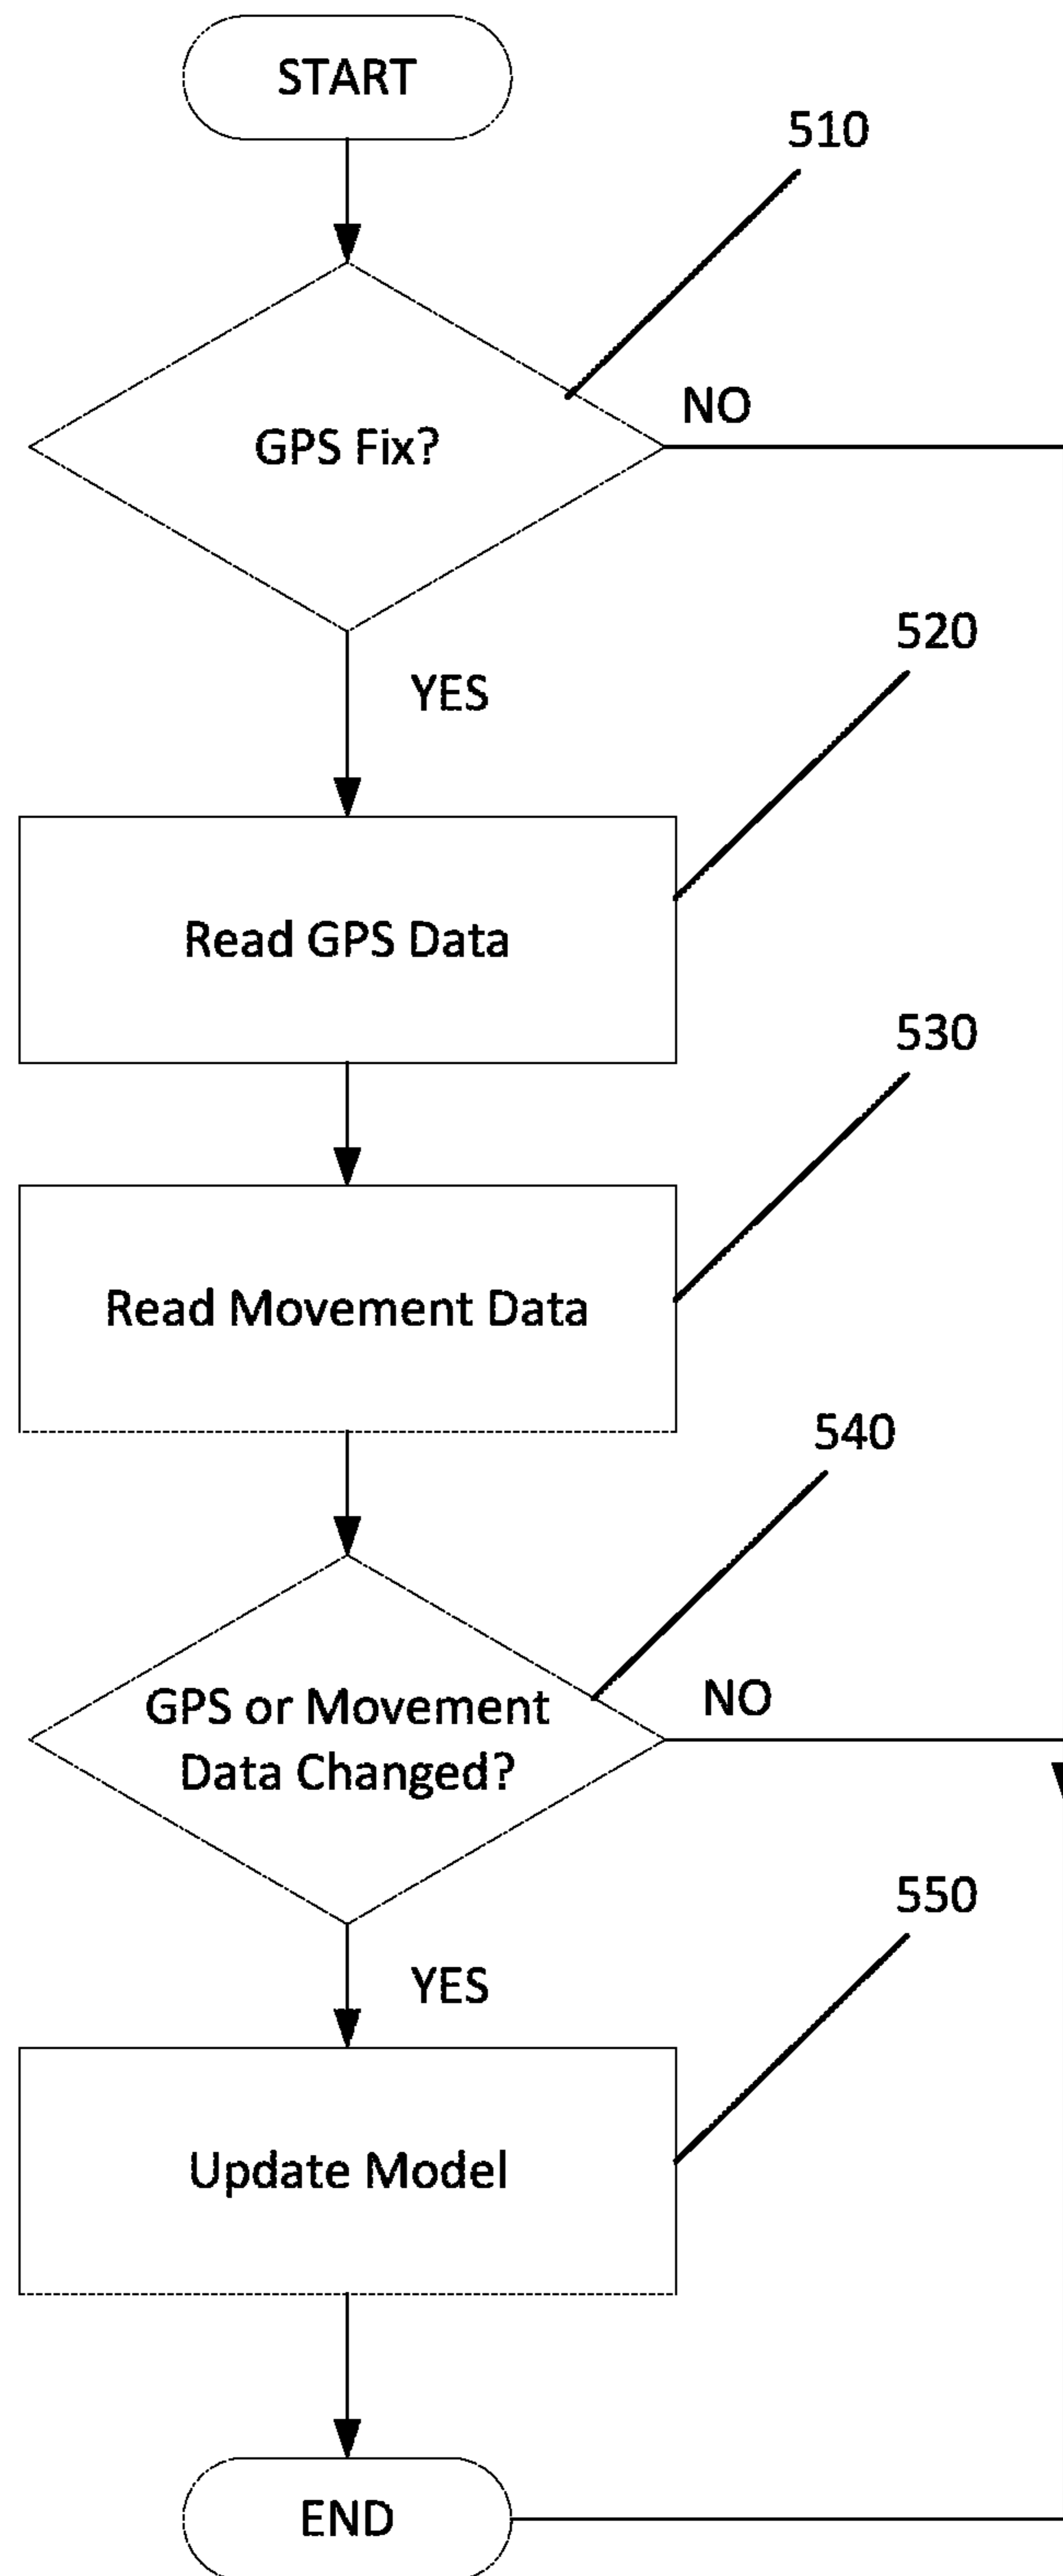 START
510
GPS Fix?
NO
520
YES
Read GPS Data
530
Read Movement Data
540
GPS or Movement
Data Changed?
NO
550
YES
Update Model
END